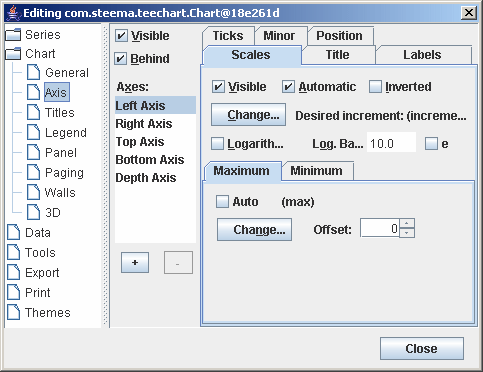 Editing com.steema.teechart.Chart@18e261d
Series
Chart
General
Axis
Titles
Legend
Panel
Paging
Walls
3D
Data
Tools
Export
Print
Themes
Visible
Behind
Axes:
Left Axis
Right Axis
Top Axis
Bottom Axis
Depth Axis
+ -
Ticks Minor Position
Scales Title Labels
Visible Automatic Inverted
Change... Desired increment: (increme...
Logarith... Log. Ba... 10.0 e
Maximum Minimum
Auto (max)
Change... Offset: 0
Close